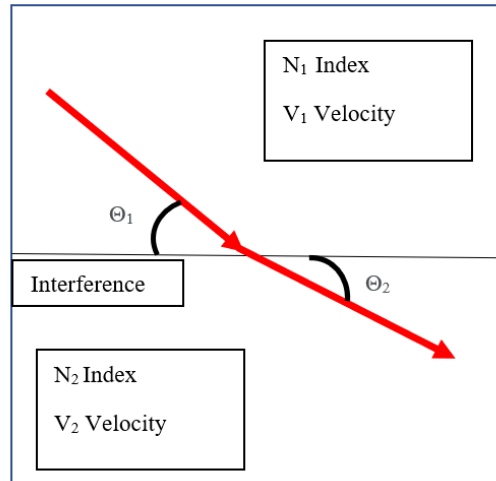 N₁ Index
V₁ Velocity
Θ₁
Interference
Θ₂
N₂ Index
V₂ Velocity